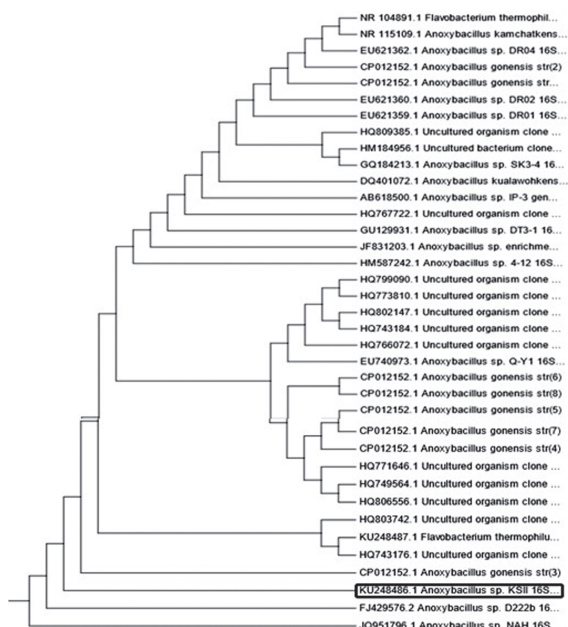 NR 104891.1 Flavobacterium thermophil...
NR 115109.1 Anoxybacillus kamchatkens...
EU621362.1 Anoxybacillus sp. DR04 16S...
CP012152.1 Anoxybacillus gonensis str(2)
CP012152.1 Anoxybacillus gonensis str...
EU621360.1 Anoxybacillus sp. DR02 16S...
EU621359.1 Anoxybacillus sp. DR01 16S...
HQ809385.1 Uncultured organism clone ...
HM184956.1 Uncultured bacterium clone...
GQ184213.1 Anoxybacillus sp. SK3-4 16...
DQ401072.1 Anoxybacillus kualawohkens...
AB618500.1 Anoxybacillus sp. IP-3 gen...
HQ767722.1 Uncultured organism clone ...
GU129931.1 Anoxybacillus sp. DT3-1 16...
JF831203.1 Anoxybacillus sp. enrichme...
HM587242.1 Anoxybacillus sp. 4-12 16S...
HQ799090.1 Uncultured organism clone ...
HQ773810.1 Uncultured organism clone ...
HQ802147.1 Uncultured organism clone ...
HQ743184.1 Uncultured organism clone ...
HQ766072.1 Uncultured organism clone ...
EU740973.1 Anoxybacillus sp. Q-Y1 16S...
CP012152.1 Anoxybacillus gonensis str(6)
CP012152.1 Anoxybacillus gonensis str(8)
CP012152.1 Anoxybacillus gonensis str(5)
CP012152.1 Anoxybacillus gonensis str(7)
CP012152.1 Anoxybacillus gonensis str(4)
HQ771646.1 Uncultured organism clone ...
HQ749564.1 Uncultured organism clone ...
HQ806556.1 Uncultured organism clone ...
HQ803742.1 Uncultured organism clone ...
KU248487.1 Flavobacterium thermophilu...
HQ743176.1 Uncultured organism clone ...
CP012152.1 Anoxybacillus gonensis str(3)
KU248486.1 Anoxybacillus sp. KSII 16S...
FJ429576.2 Anoxybacillus sp. D222b 16...
JQ951796.1 Anoxybacillus sp. NAH 16S...